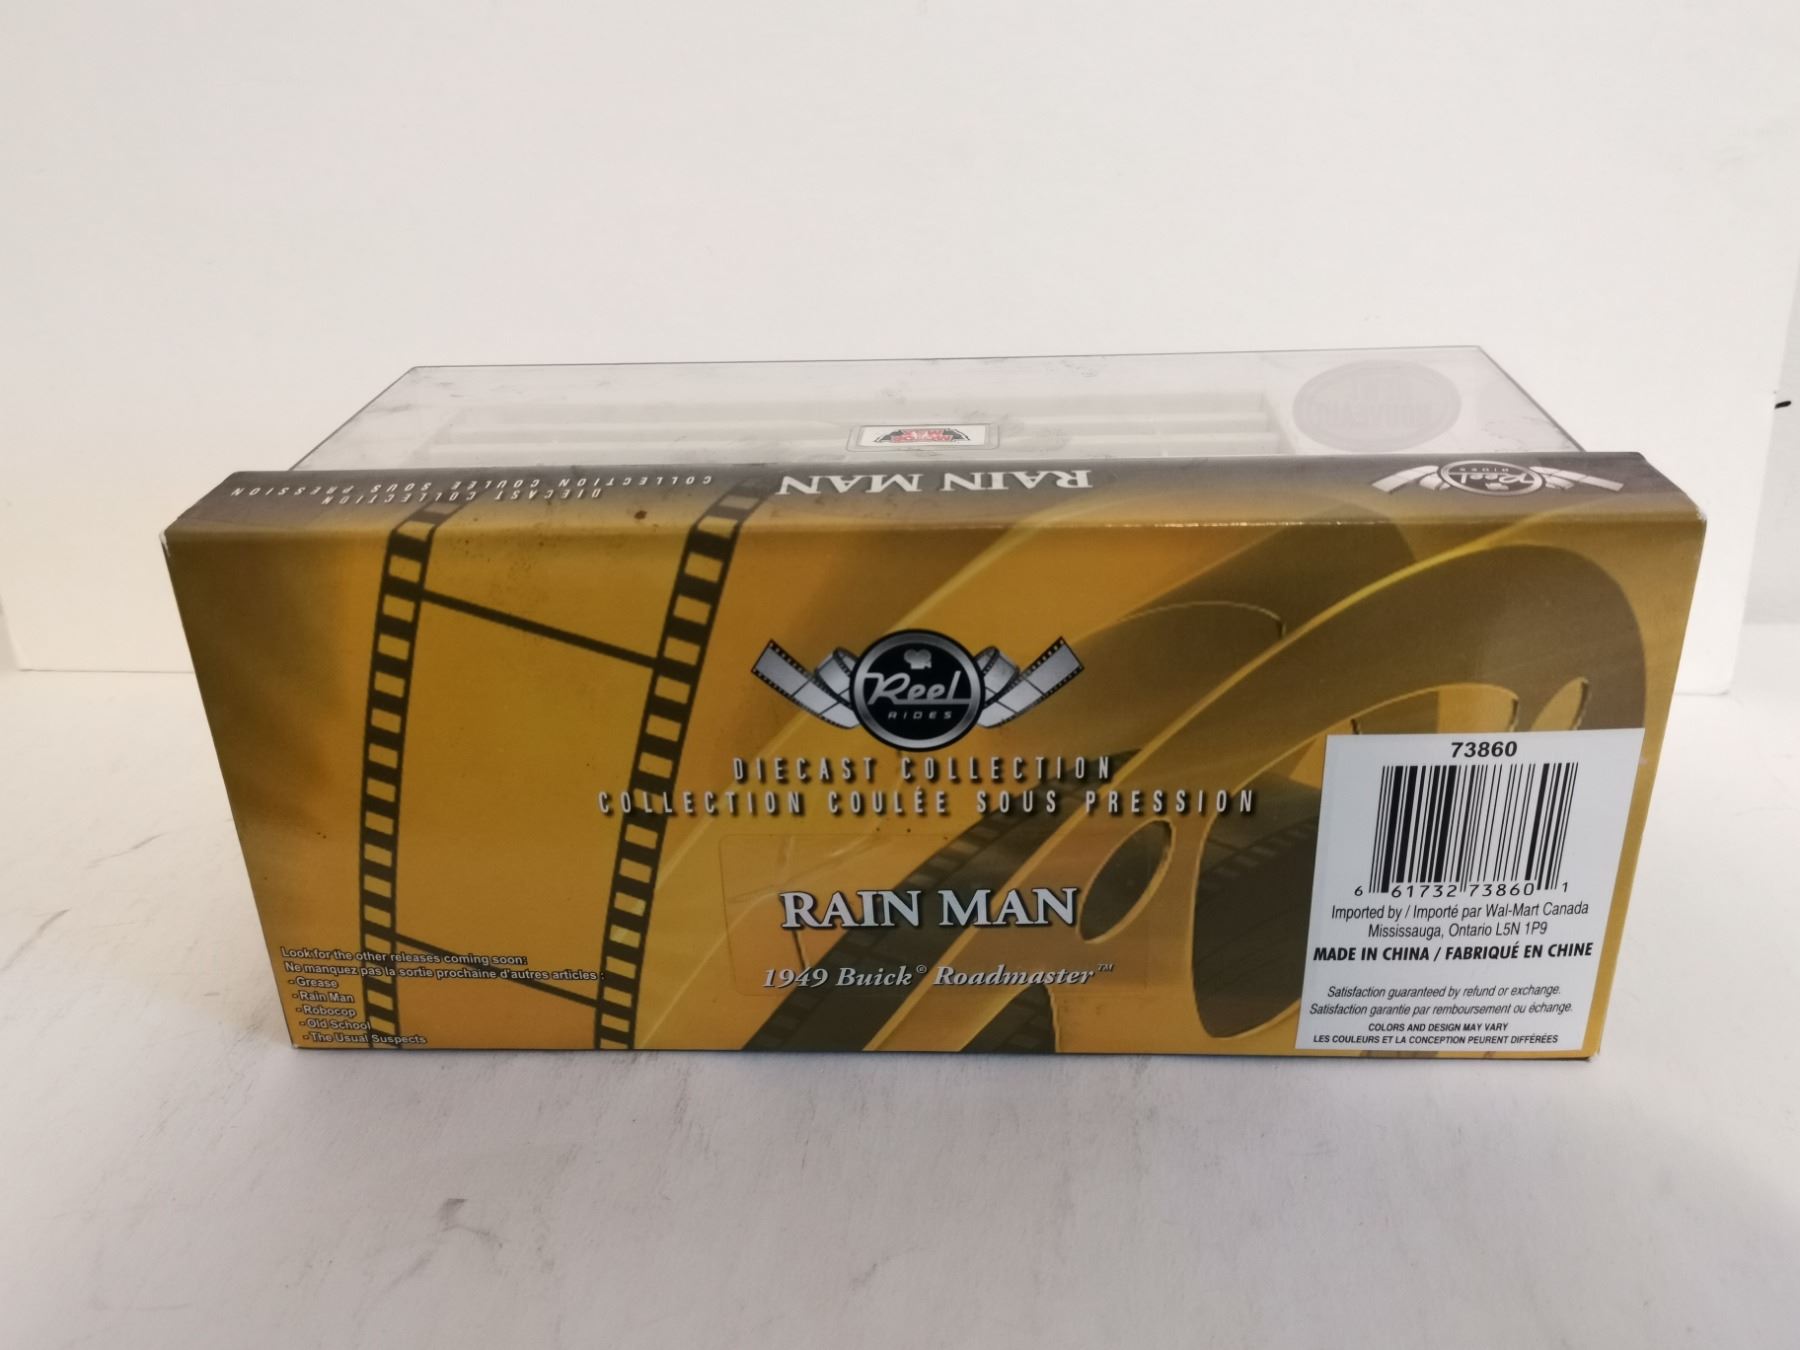 RAIN MAN
Reel
RIDES
DIECAST COLLECTION
COLLECTION COULÉE SOUS PRESSION
Reel
RIDES
DIECAST COLLECTION
COLLECTION COULÉE SOUS PRESSION
RAIN MAN
1949 Buick® Roadmaster™
Look for the other releases coming soon:
Ne manquez pas la sortie prochaine d'autres articles :
- Grease
- Rain Man
- Robocop
- Old School
- The Usual Suspects
73860
6 61732 73860 1
Imported by / Importé par Wal-Mart Canada
Mississauga, Ontario L5N 1P9
MADE IN CHINA / FABRIQUÉ EN CHINE
Satisfaction guaranteed by refund or exchange.
Satisfaction garantie par remboursement ou échange.
COLORS AND DESIGN MAY VARY
LES COULEURS ET LA CONCEPTION PEURENT DIFFÉRÉES